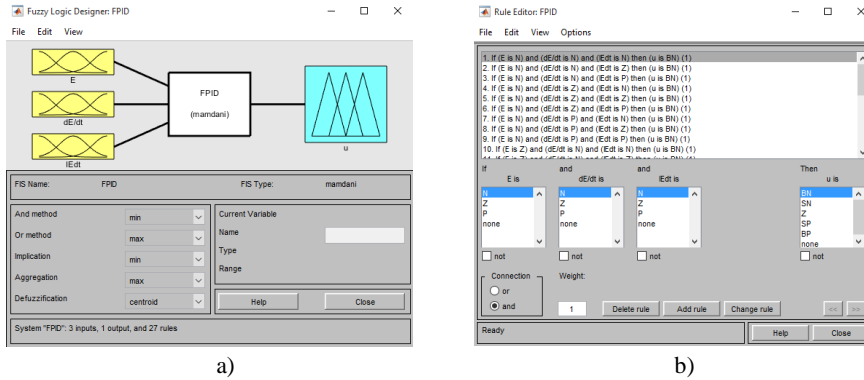 Fuzzy Logic Designer: FPID
File Edit View
E
dE/dt
IEdt
FPID
(mamdani)
u
FIS Name: FPID FIS Type: mamdani
And method min
Or method max
Implication min
Aggregation max
Defuzzification centroid
Current Variable
Name
Type
Range
Help Close
System "FPID": 3 inputs, 1 output, and 27 rules
a)
Rule Editor: FPID
File Edit View Options
1. If (E is N) and (dE/dt is N) and (IEdt is N) then (u is BN) (1)
2. If (E is N) and (dE/dt is N) and (IEdt is Z) then (u is BN) (1)
3. If (E is N) and (dE/dt is N) and (IEdt is P) then (u is BN) (1)
4. If (E is N) and (dE/dt is Z) and (IEdt is N) then (u is BN) (1)
5. If (E is N) and (dE/dt is Z) and (IEdt is Z) then (u is BN) (1)
6. If (E is N) and (dE/dt is Z) and (IEdt is P) then (u is BN) (1)
7. If (E is N) and (dE/dt is P) and (IEdt is N) then (u is BN) (1)
8. If (E is N) and (dE/dt is P) and (IEdt is Z) then (u is BN) (1)
9. If (E is N) and (dE/dt is P) and (IEdt is P) then (u is BN) (1)
10. If (E is Z) and (dE/dt is N) and (IEdt is N) then (u is BN) (1)
If and and Then
E is dE/dt is IEdt is u is
N N N BN
Z Z Z SN
P P P Z
none none none SP
BP
none
not not not not
Connection Weight:
or
and 1 Delete rule Add rule Change rule << >>
Ready Help Close
b)